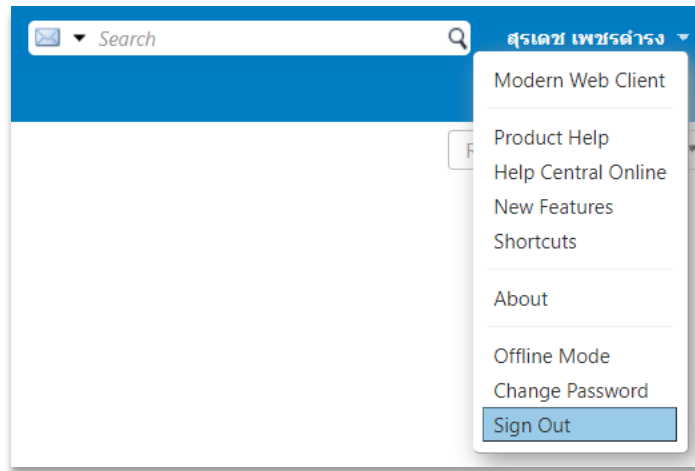 Search
สุรเดช เพชรดำรง
Modern Web Client
Product Help
Help Central Online
New Features
Shortcuts
About
Offline Mode
Change Password
Sign Out